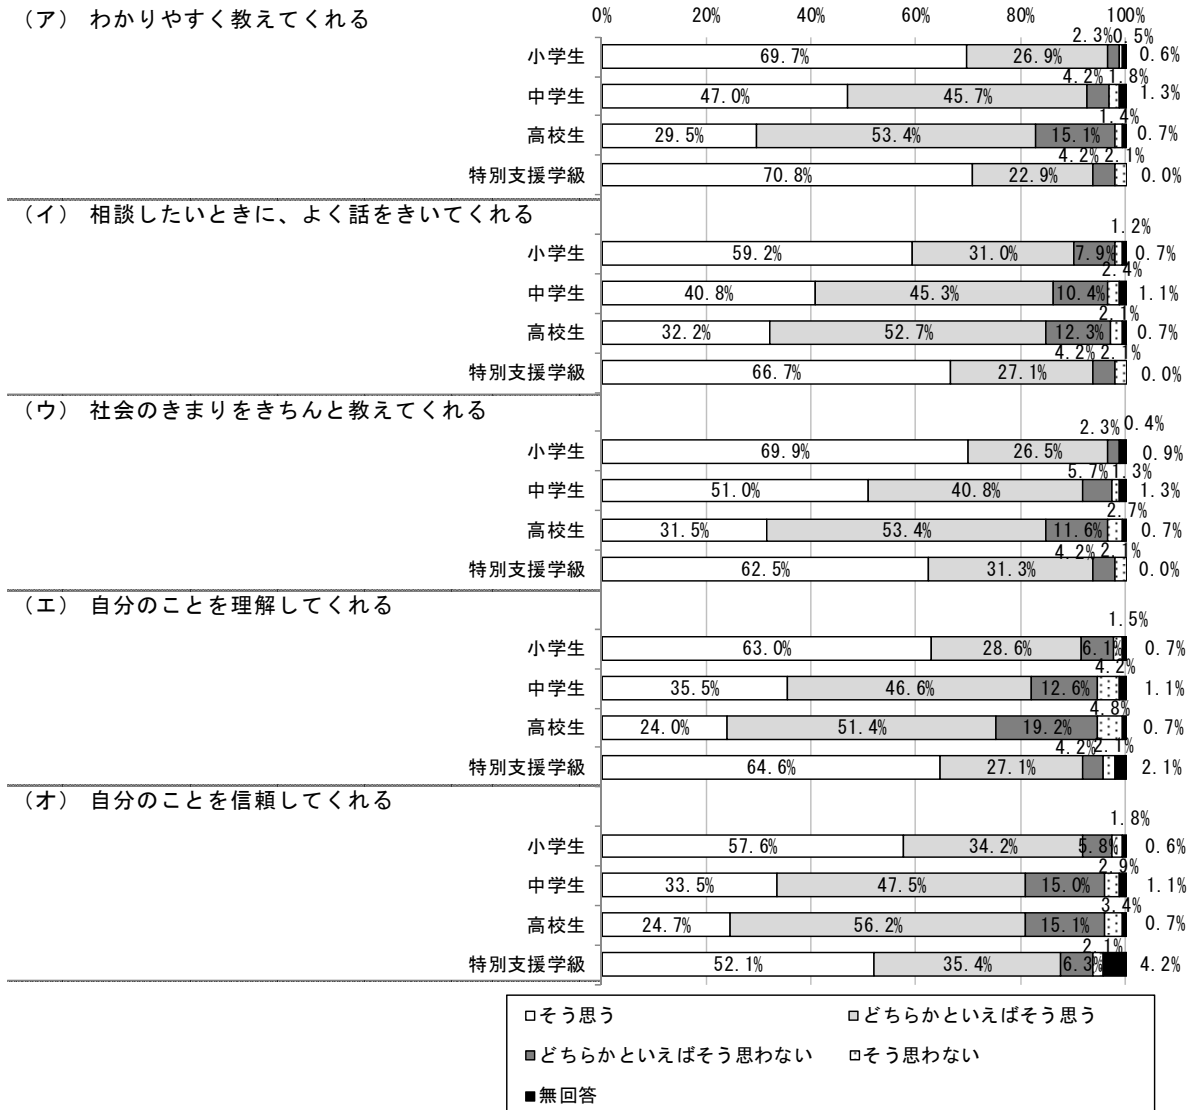 （ア） わかりやすく教えてくれる
0% 20% 40% 60% 80% 100%
2.3% 0.5%
小学生 69.7% 26.9% 0.6%
4.2% 1.8%
中学生 47.0% 45.7% 1.3%
1.4%
高校生 29.5% 53.4% 15.1% 0.7%
4.2% 2.1%
特別支援学級 70.8% 22.9% 0.0%
（イ） 相談したいときに、よく話をきいてくれる
1.2%
小学生 59.2% 31.0% 7.9% 0.7%
2.4%
中学生 40.8% 45.3% 10.4% 1.1%
2.1%
高校生 32.2% 52.7% 12.3% 0.7%
4.2% 2.1%
特別支援学級 66.7% 27.1% 0.0%
（ウ） 社会のきまりをきちんと教えてくれる
2.3% 0.4%
小学生 69.9% 26.5% 0.9%
5.7% 1.3%
中学生 51.0% 40.8% 1.3%
2.7%
高校生 31.5% 53.4% 11.6% 0.7%
4.2% 2.1%
特別支援学級 62.5% 31.3% 0.0%
（エ） 自分のことを理解してくれる
1.5%
小学生 63.0% 28.6% 6.1% 0.7%
4.2%
中学生 35.5% 46.6% 12.6% 1.1%
4.8%
高校生 24.0% 51.4% 19.2% 0.7%
4.2% 2.1%
特別支援学級 64.6% 27.1% 2.1%
（オ） 自分のことを信頼してくれる
1.8%
小学生 57.6% 34.2% 5.8% 0.6%
2.9%
中学生 33.5% 47.5% 15.0% 1.1%
3.4%
高校生 24.7% 56.2% 15.1% 0.7%
2.1%
特別支援学級 52.1% 35.4% 6.3% 4.2%
そう思う どちらかといえばそう思う
どちらかといえばそう思わない そう思わない
無回答